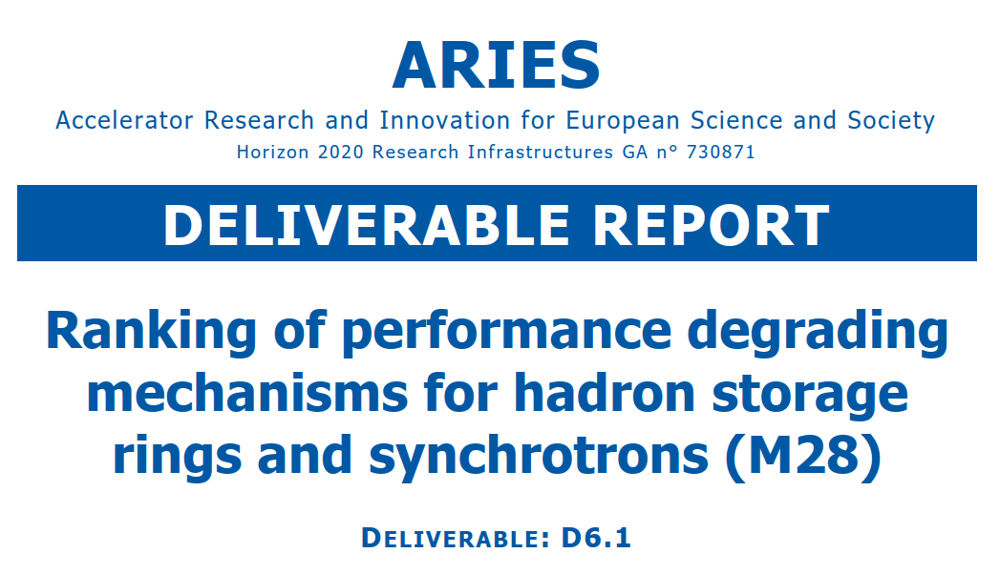 ARIES
Accelerator Research and Innovation for European Science and Society
Horizon 2020 Research Infrastructures GA n° 730871
DELIVERABLE REPORT
Ranking of performance degrading
mechanisms for hadron storage
rings and synchrotrons (M28)
DELIVERABLE: D6.1